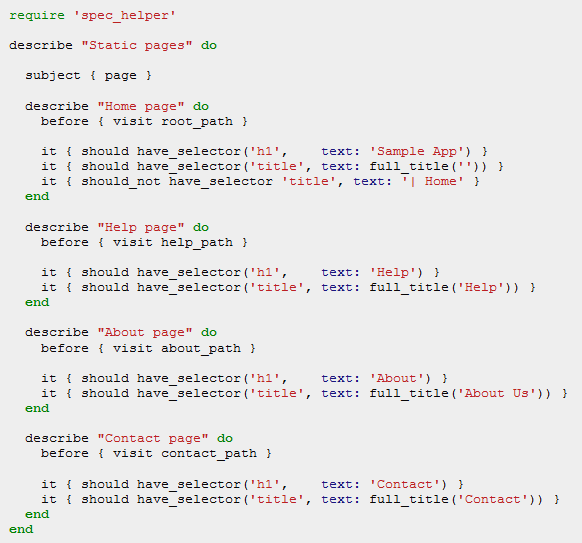 require 'spec_helper'

describe "Static pages" do

  subject { page }

  describe "Home page" do
    before { visit root_path }

    it { should have_selector('h1',    text: 'Sample App') }
    it { should have_selector('title', text: full_title('')) }
    it { should_not have_selector 'title', text: '| Home' }
  end

  describe "Help page" do
    before { visit help_path }

    it { should have_selector('h1',    text: 'Help') }
    it { should have_selector('title', text: full_title('Help')) }
  end

  describe "About page" do
    before { visit about_path }

    it { should have_selector('h1',    text: 'About') }
    it { should have_selector('title', text: full_title('About Us')) }
  end

  describe "Contact page" do
    before { visit contact_path }

    it { should have_selector('h1',    text: 'Contact') }
    it { should have_selector('title', text: full_title('Contact')) }
  end
end